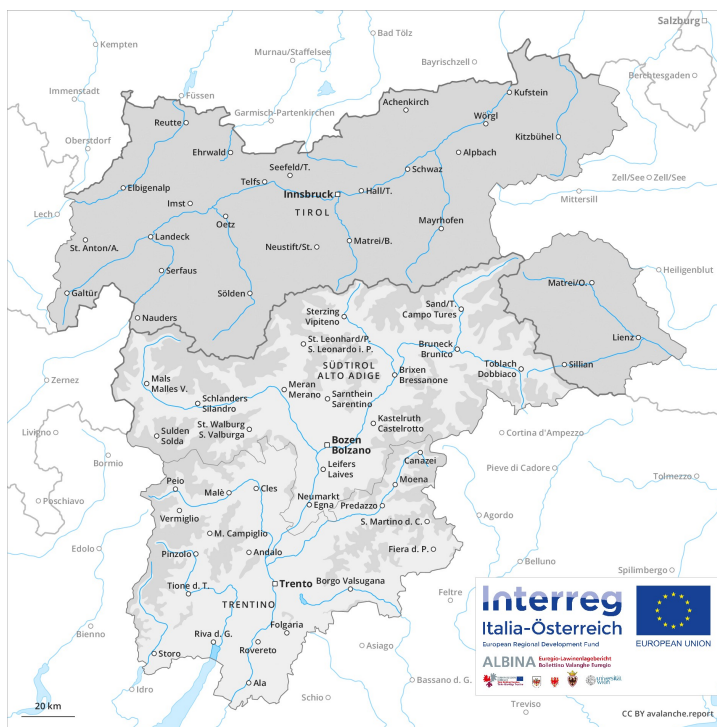 Salzburg
Bad Tölz
Kempten
Murnau/Staffelsee
Bayrischzell
Berchtesgaden
Immenstadt
Füssen
Kufstein
Achenkirch
Garmisch-Partenkirchen
Wörgl
Reutte
Kitzbühel
Oberstdorf
Ehrwald
Alpbach
Seefeld/T.
Schwaz
Telfs
Zell/See
Zell/See
Elbigenalp
Innsbruck
Hall/T.
Mittersill
Imst
TIROL
Lech
Oetz
Mayrhofen
Landeck
Matrei/B.
St. Anton/A.
Neustift/St.
Serfaus
Heiligenblut
Matrei/O.
Galtür
Sölden
Sand/T.
Campo Tures
Nauders
Sterzing
Vipiteno
Lienz
St. Leonhard/P.
S. Leonardo i. P.
Bruneck
Brunico
Toblach
Dobbiaco
Sillian
SÜDTIROL
ALTO ADIGE
Brixen
Bressanone
Zernez
Mals
Malles V.
Meran
Merano
Sarnthein
Sarentino
Schlanders
Silandro
Kastelruth
Castelrotto
St. Walburg
S. Valburga
Livigno
Sulden
Solda
Bozen
Bolzano
Cortina d'Ampezzo
Bormio
Canazei
Leifers
Laives
Pieve di Cadore
Tolmezzo
Peio
Moena
Cles
Malè
Neumarkt
Egna
Predazzo
Poschiavo
Vermiglio
Agordo
S. Martino d. C.
M. Campiglio
Edolo
Fiera d. P.
Pinzolo
Andalo
Belluno
Spilimbergo
Trento
Borgo Valsugana
Tione d. T.
Feltre
TRENTINO
Folgaria
Bienno
Riva d. G.
Rovereto
Asiago
Storo
Bassano d. G.
Ala
Idro
Schio
Treviso
20 km
Interreg
Italia-Österreich
European Regional Development Fund
EUROPEAN UNION
ALBINA
Euregio-Lawinenlagebericht
Bollettino Valanghe Euregio
universität
wien
CC BY avalanche.report